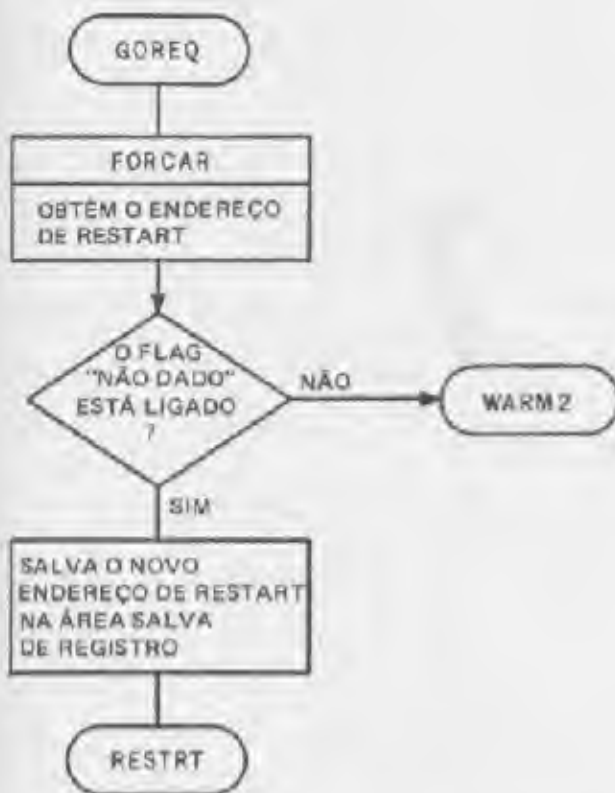 GOREQ
FORCAR
OBTÉM O ENDEREÇO
DE RESTART
O FLAG
"NÃO DADO"
ESTÁ LIGADO
?
NÃO
WARM2
SIM
SALVA O NOVO
ENDEREÇO DE RESTART
NA ÁREA SALVA
DE REGISTRO
RESTRT